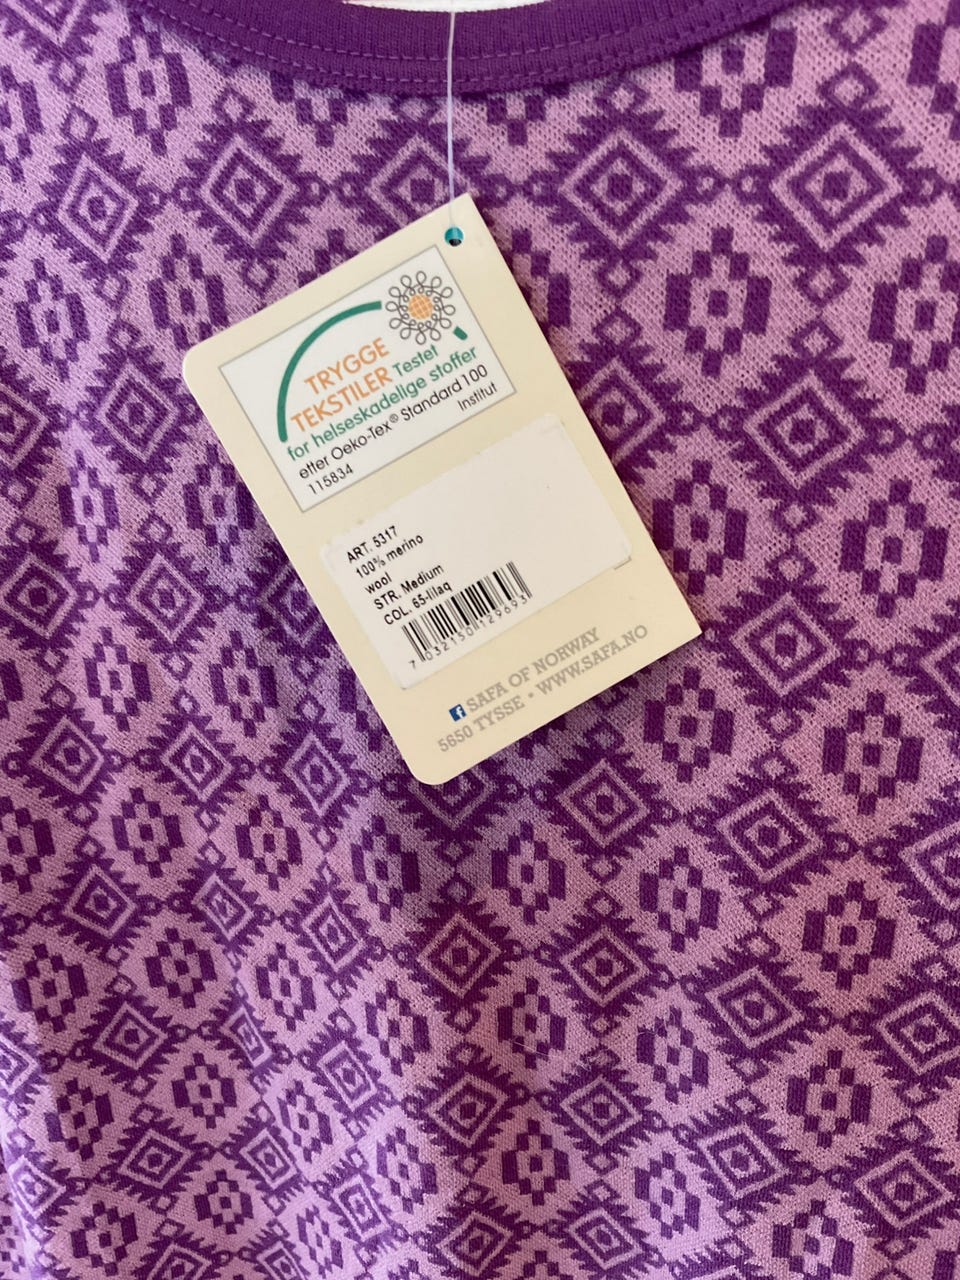 TRYGGE
TEKSTILER Testet
for helseskadelige stoffer
etter Oeko-Tex® Standard 100
115834 Institut
ART. 5317
100% merino
wool
STR. Medium
COL. 65-lilaq
7032150129693
SAFA OF NORWAY
5650 TYSSE • WWW.SAFA.NO